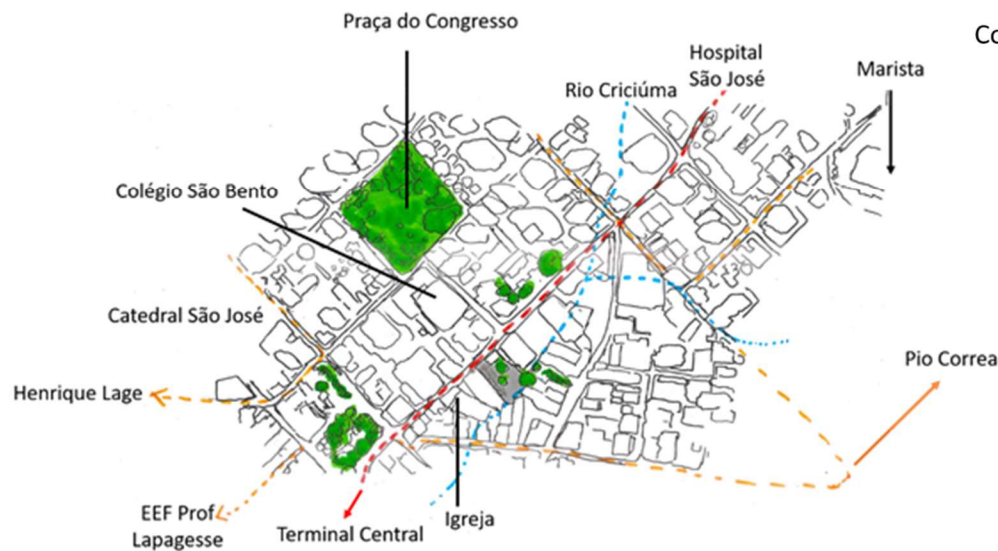 Praça do Congresso
Co
Hospital
São José
Marista
Rio Criciúma
Colégio São Bento
Catedral São José
Pio Correa
Henrique Lage
EEF Prof
Lapagesse
Igreja
Terminal Central